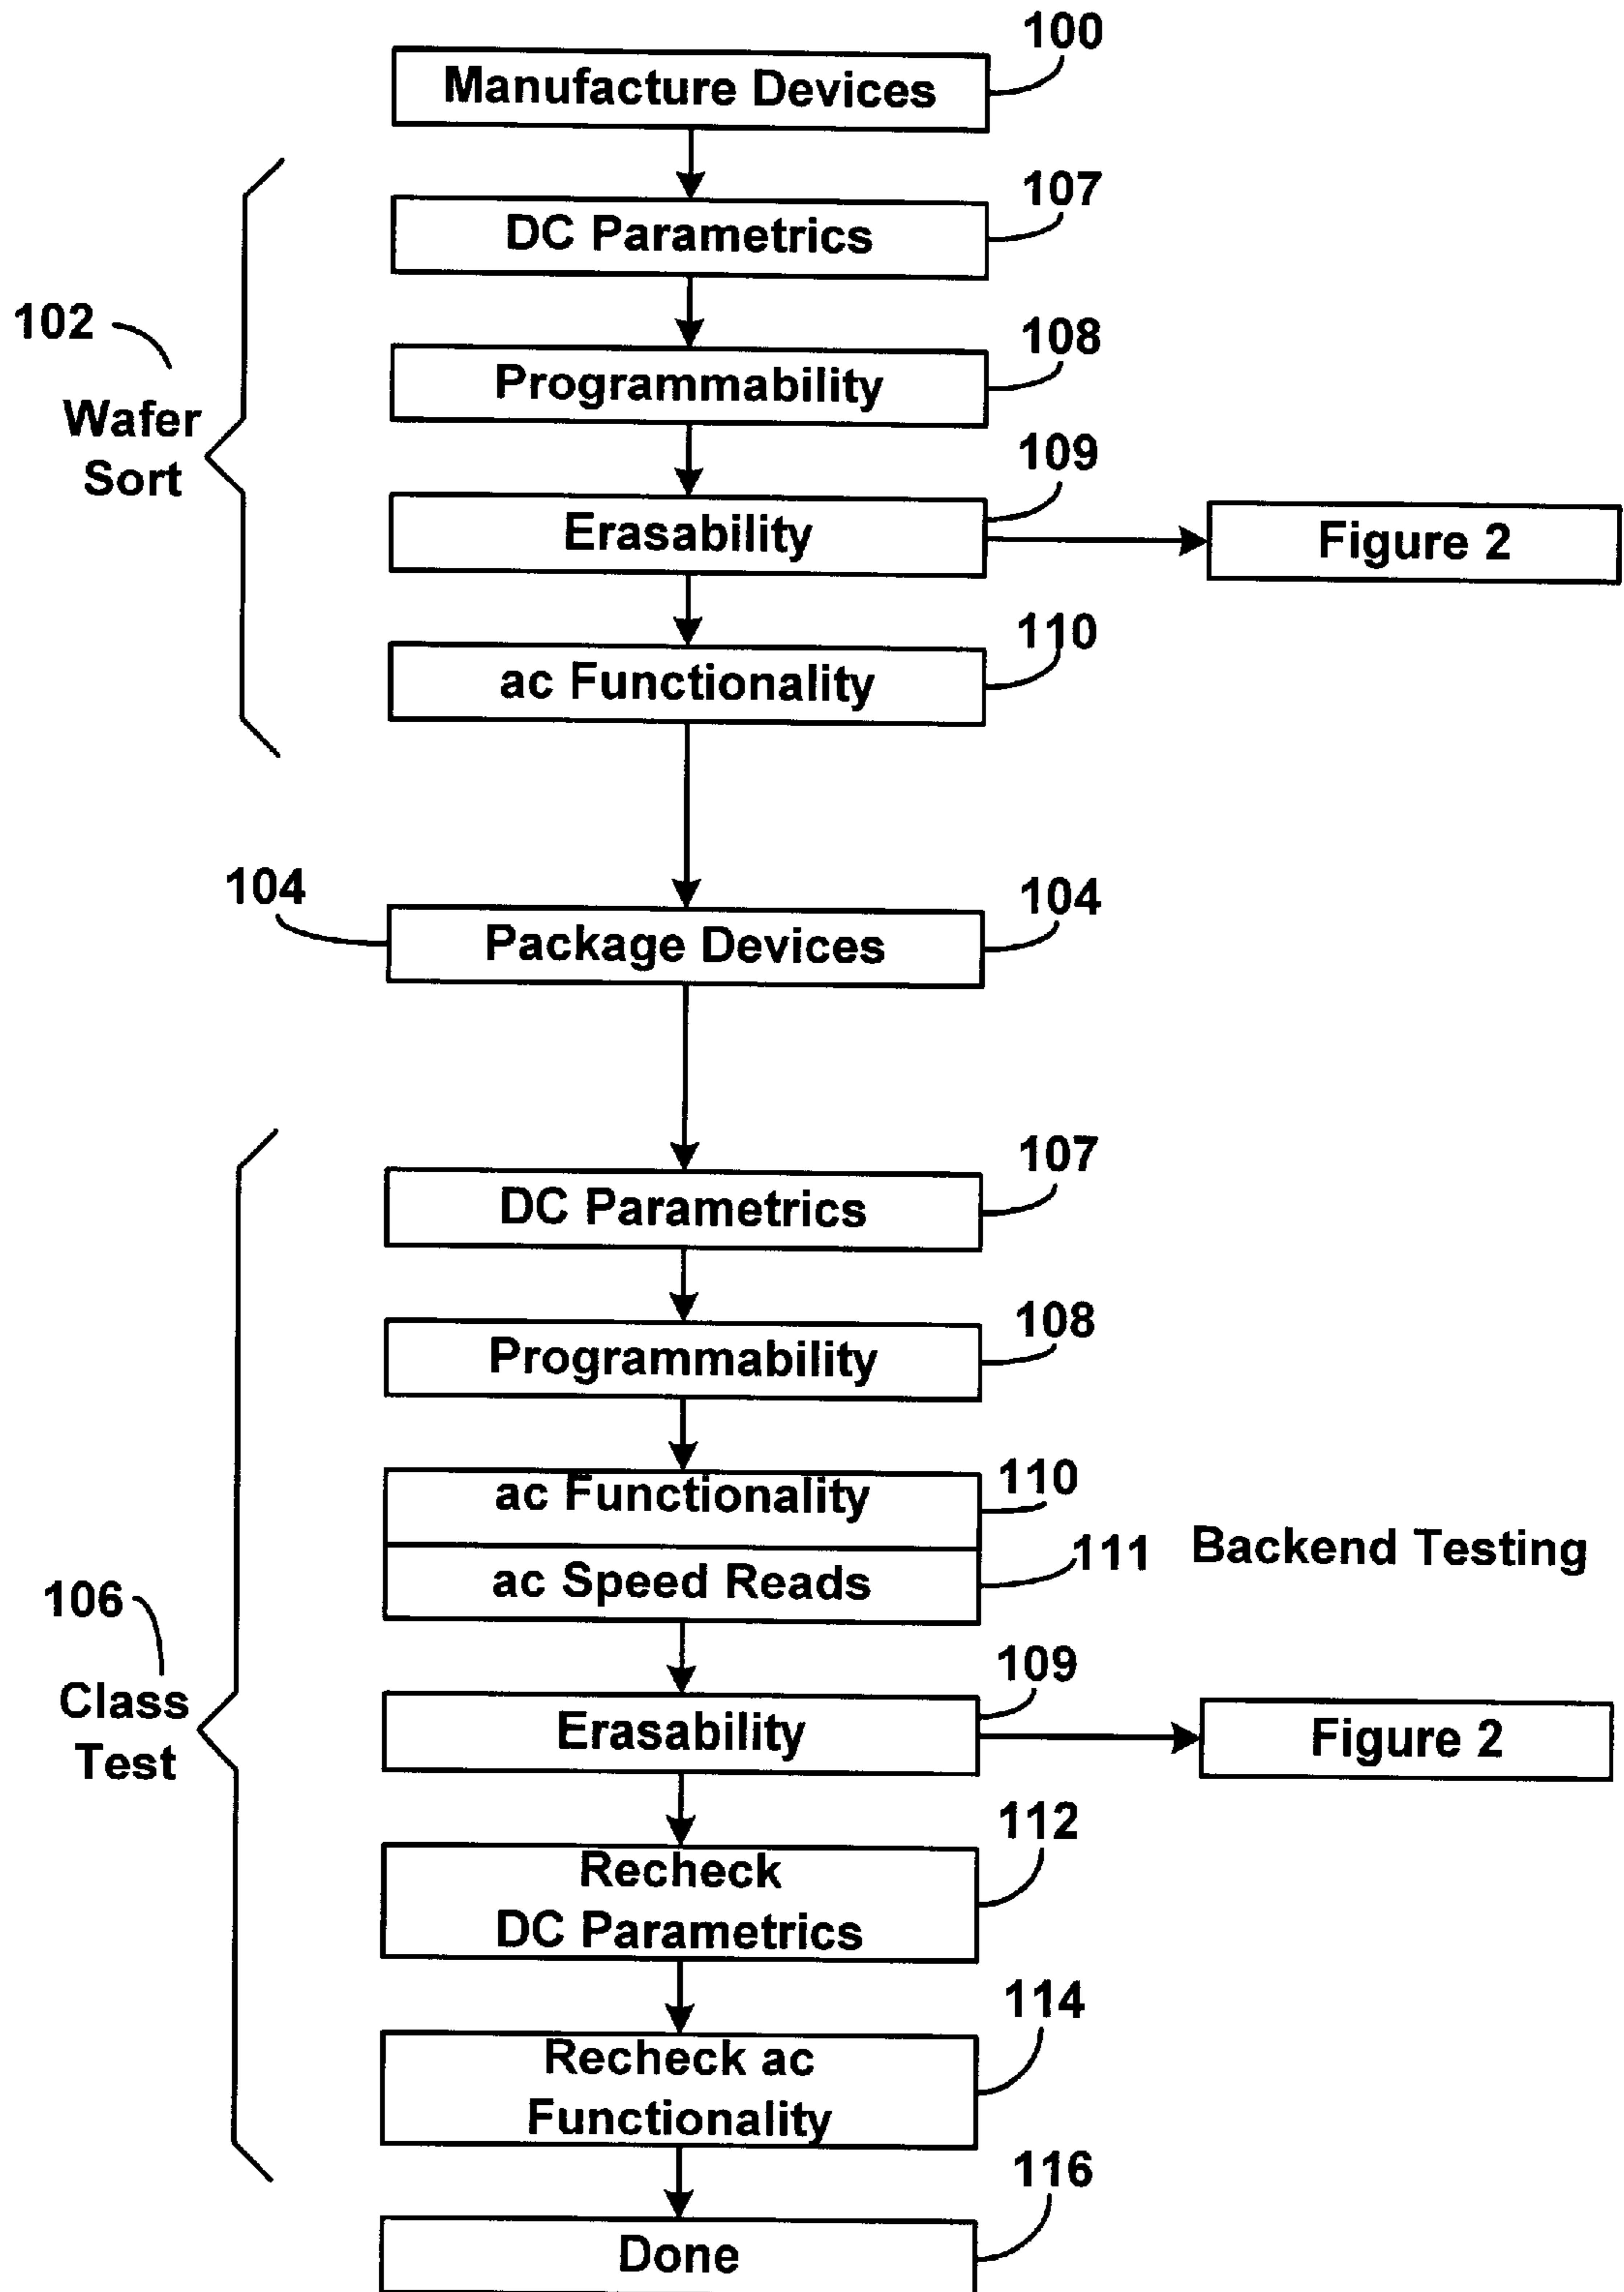 100
Manufacture Devices
107
DC Parametrics
102
108
Programmability
Wafer
Sort
109
Erasability
Figure 2
110
ac Functionality
104
104
Package Devices
107
DC Parametrics
108
Programmability
110
ac Functionality
111 Backend Testing
ac Speed Reads
106
109
Class
Test
Erasability
Figure 2
112
Recheck
DC Parametrics
114
Recheck ac
Functionality
116
Done